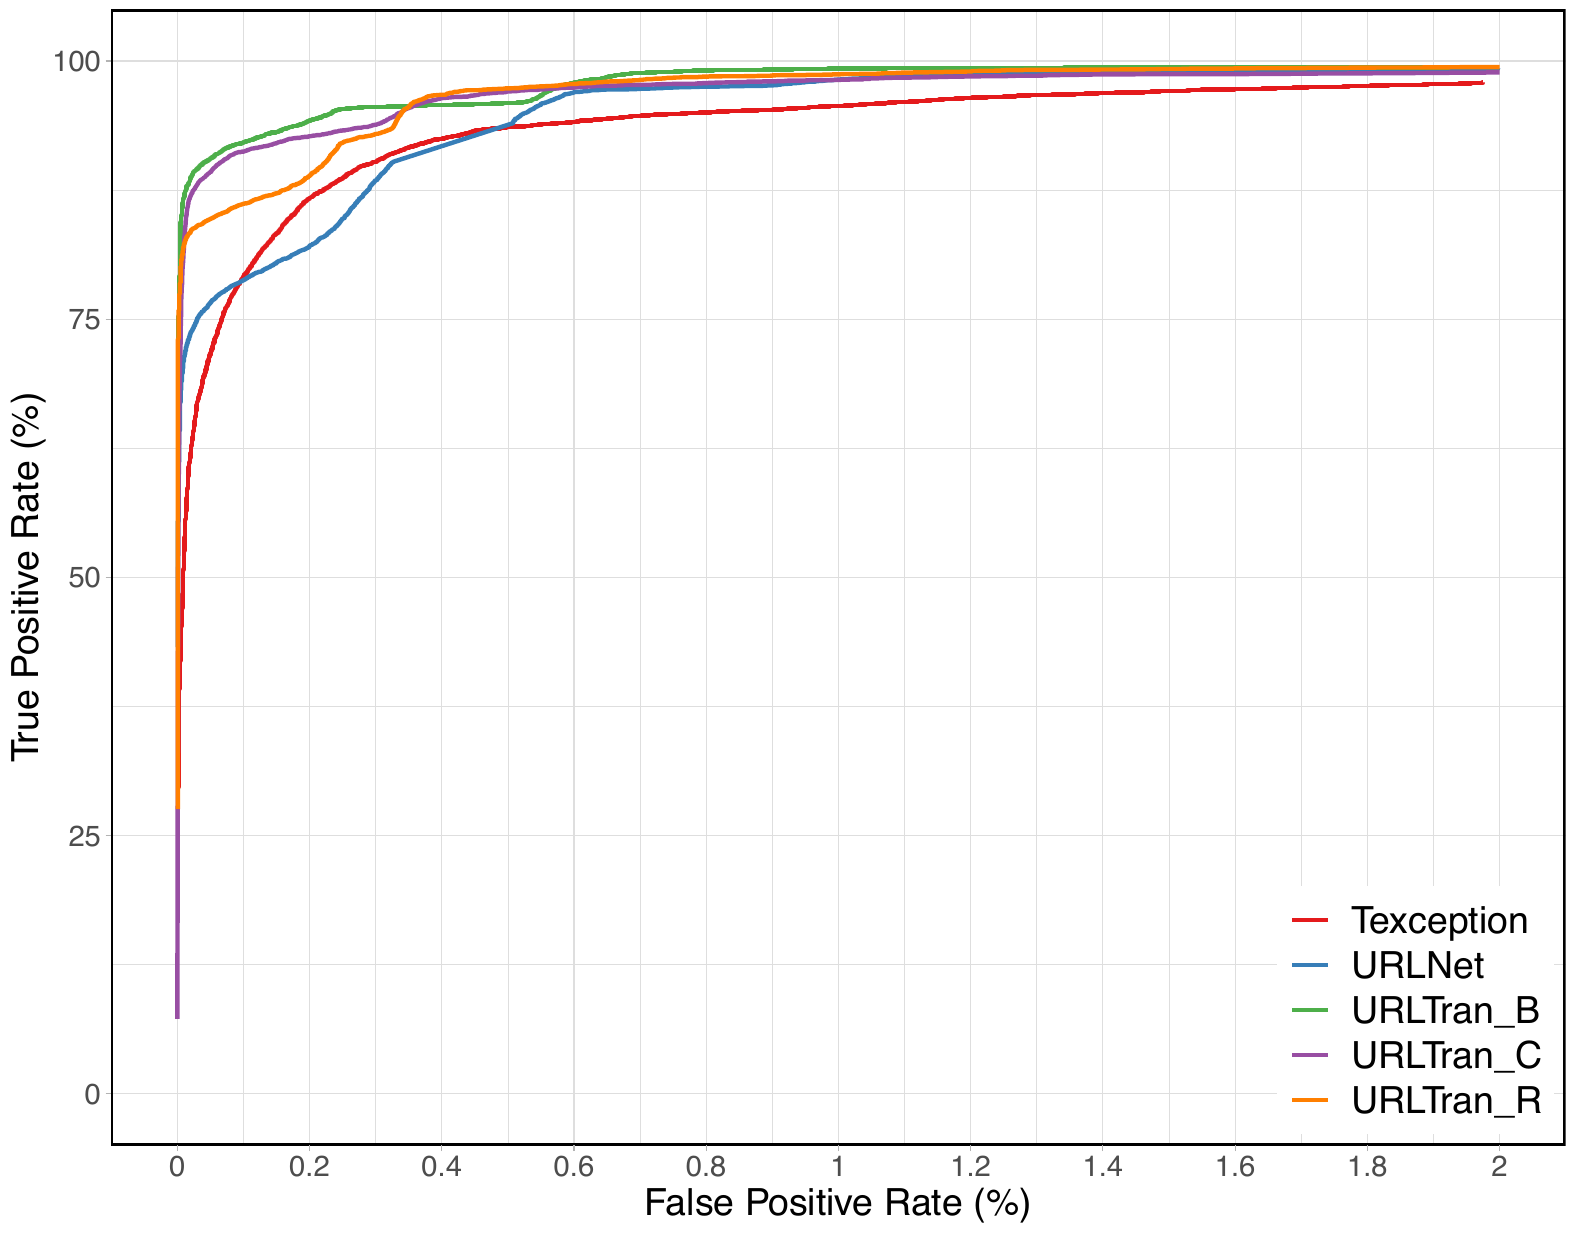 100
75
50
25
0
True Positive Rate (%)
Texception
URLNet
URLTran_B
URLTran_C
URLTran_R
0 0.2 0.4 0.6 0.8 1 1.2 1.4 1.6 1.8 2
False Positive Rate (%)